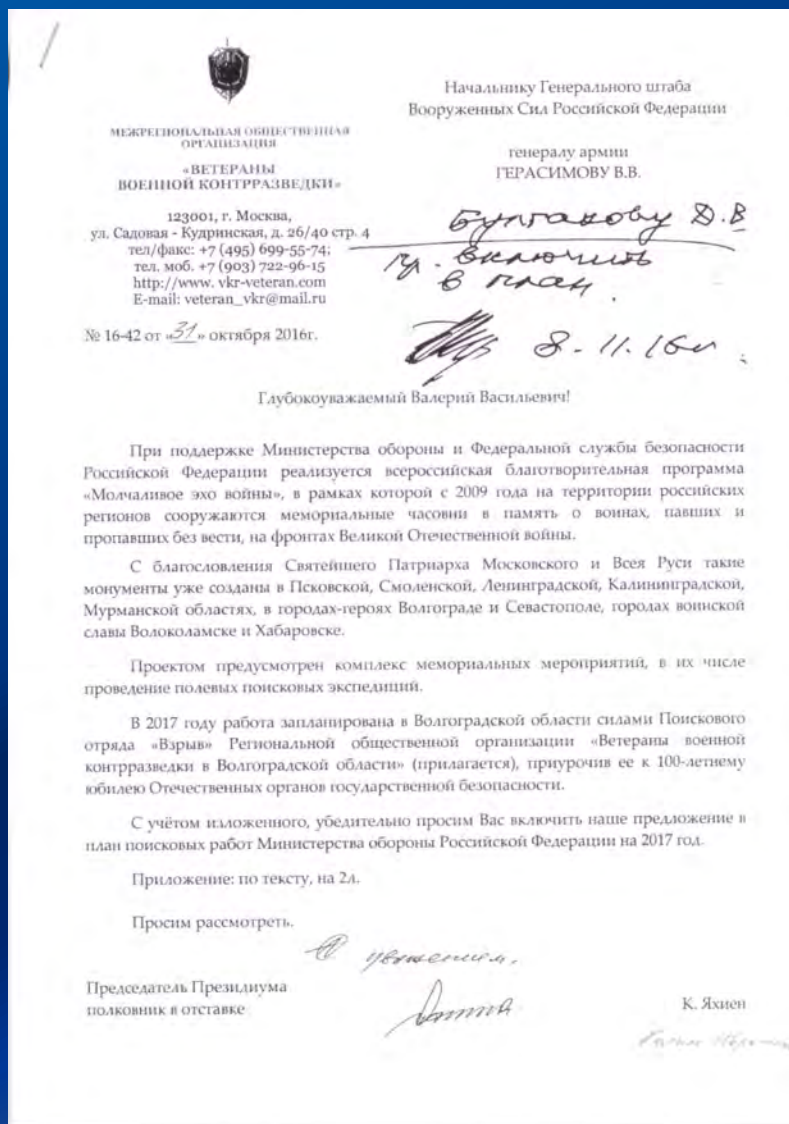 МЕЖРЕГИОНАЛЬНАЯ ОБЩЕСТВЕННАЯ
ОРГАНИЗАЦИЯ
«ВЕТЕРАНЫ
ВОЕННОЙ КОНТРРАЗВЕДКИ»
123001, г. Москва,
ул. Садовая - Кудринская, д. 26/40 стр. 4
тел/факс: +7 (495) 699-55-74;
тел. моб. +7 (903) 722-96-15
http://www. vkr-veteran.com
E-mail: veteran_vkr@mail.ru
№ 16-42 от «31» октября 2016г.
Начальнику Генерального штаба
Вооруженных Сил Российской Федерации
генералу армии
ГЕРАСИМОВУ В.В.
Булгакову Д.В
пр. включить
в план.
8.11.16г
Глубокоуважаемый Валерий Васильевич!
При поддержке Министерства обороны и Федеральной службы безопасности
Российской Федерации реализуется всероссийская благотворительная программа
«Молчаливое эхо войны», в рамках которой с 2009 года на территории российских
регионов сооружаются мемориальные часовни в память о воинах, павших и
пропавших без вести, на фронтах Великой Отечественной войны.
С благословления Святейшего Патриарха Московского и Всея Руси такие
монументы уже созданы в Псковской, Смоленской, Ленинградской, Калининградской,
Мурманской областях, в городах-героях Волгограде и Севастополе, городах воинской
славы Волоколамске и Хабаровске.
Проектом предусмотрен комплекс мемориальных мероприятий, в их числе
проведение полевых поисковых экспедиций.
В 2017 году работа запланирована в Волгоградской области силами Поискового
отряда «Взрыв» Региональной общественной организации «Ветераны военной
контрразведки в Волгоградской области» (прилагается), приурочив ее к 100-летнему
юбилею Отечественных органов государственной безопасности.
С учётом изложенного, убедительно просим Вас включить наше предложение в
план поисковых работ Министерства обороны Российской Федерации на 2017 год.
Приложение: по тексту, на 2л.
Просим рассмотреть.
С уважением,
Председатель Президиума
полковник в отставке
К. Яхиен